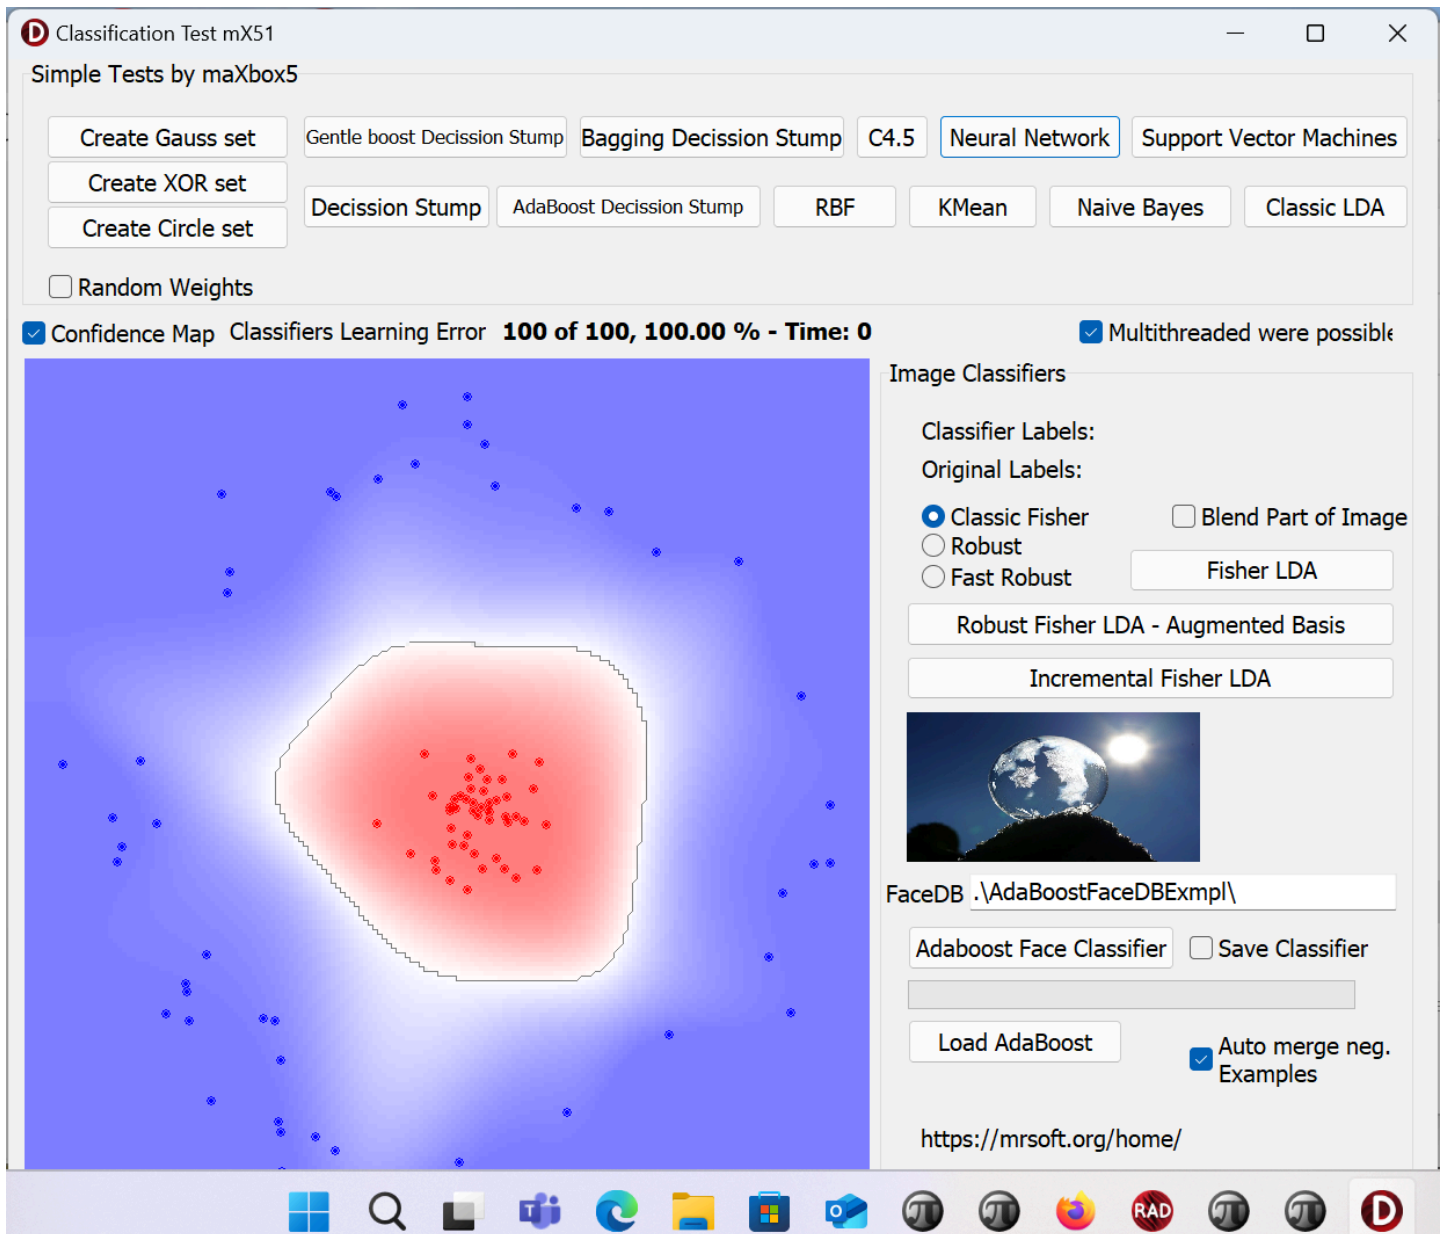 Classification Test mX51
Simple Tests by maXbox5
Create Gauss set
Gentle boost Decission Stump
Bagging Decission Stump
C4.5
Neural Network
Support Vector Machines
Create XOR set
Decission Stump
AdaBoost Decission Stump
RBF
KMean
Naive Bayes
Classic LDA
Create Circle set
Random Weights
Confidence Map
Classifiers Learning Error
100 of 100, 100.00 % - Time: 0
Multithreaded were possible
Image Classifiers
Classifier Labels:
Original Labels:
Classic Fisher
Blend Part of Image
Robust
Fast Robust
Fisher LDA
Robust Fisher LDA - Augmented Basis
Incremental Fisher LDA
FaceDB
.\AdaBoostFaceDBExmpl\
Adaboost Face Classifier
Save Classifier
Load AdaBoost
Auto merge neg.
Examples
https://mrsoft.org/home/
RAD